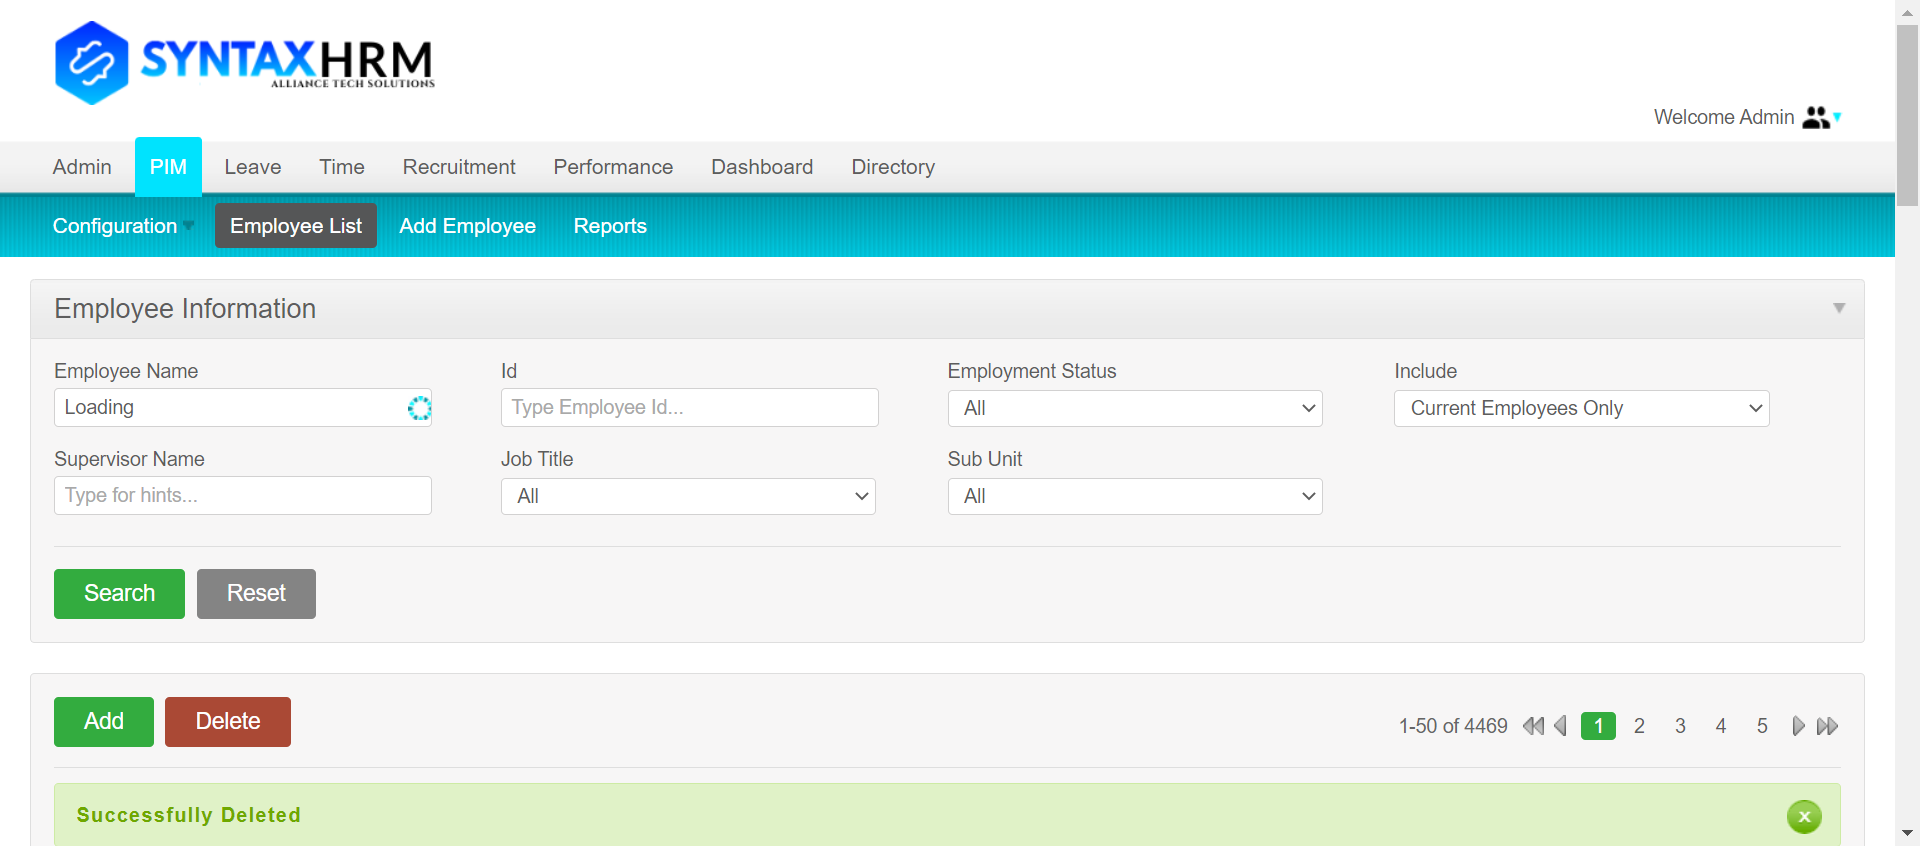 SYNTAXHRM
ALLIANCE TECH SOLUTIONS
Welcome Admin
Admin PIM Leave Time Recruitment Performance Dashboard Directory
Configuration Employee List Add Employee Reports
Employee Information
Employee Name Id Employment Status Include
Loading Type Employee Id... All Current Employees Only
Supervisor Name Job Title Sub Unit
Type for hints... All All
Search Reset
Add Delete 1-50 of 4469 1 2 3 4 5
Successfully Deleted x